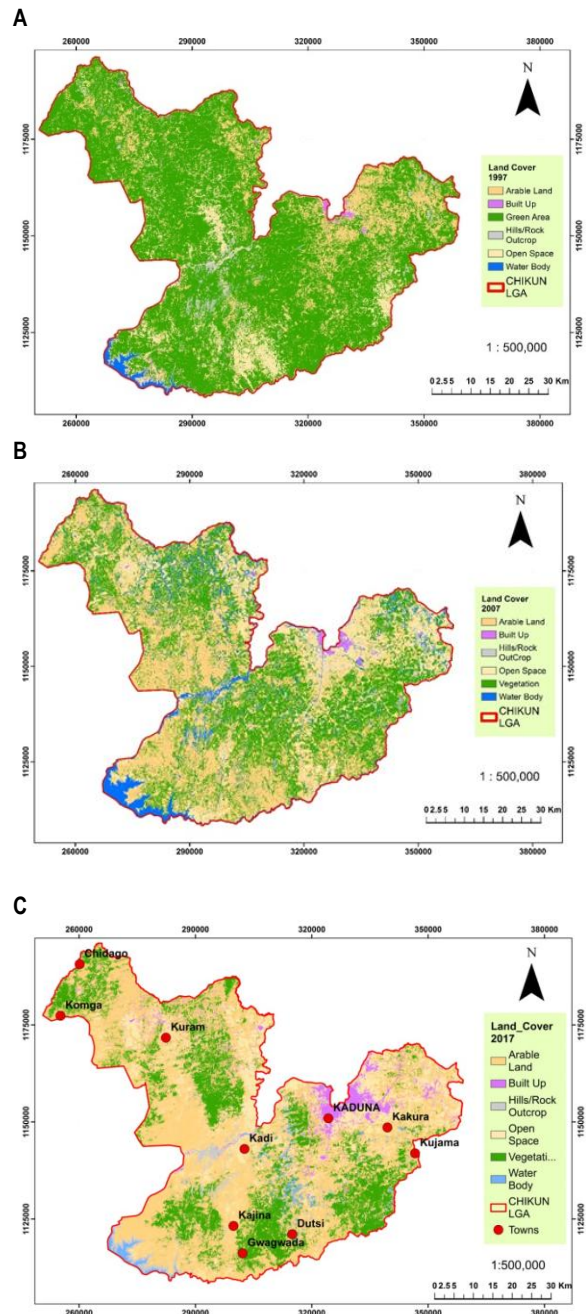 A
260000 290000 320000 350000 380000
N
1175000 1175000
1150000 1150000
1125000 1125000
Land Cover
1997
Arable Land
Built Up
Green Area
Hills/Rock
Outcrop
Open Space
Water Body
CHIKUN
LGA
1 : 500,000
0 2.5 5 10 15 20 25 30 Km
260000 290000 320000 350000 380000
B
260000 290000 320000 350000 380000
N
1175000 1175000
1150000 1150000
1125000 1125000
Land Cover
2007
Arable Land
Built Up
Hills/Rock
OutCrop
Open Space
Vegetation
Water Body
CHIKUN
LGA
1 : 500,000
0 2.5 5 10 15 20 25 30 Km
260000 290000 320000 350000 380000
C
260000 290000 320000 350000 380000
N
Chidago
Komga
Kuram
KADUNA
Kakura
Kadi
Kujama
Kajina
Dutsi
Gwagwada
1175000 1175000
1150000 1150000
1125000 1125000
Land_Cover
2017
Arable
Land
Built Up
Hills/Rock
Outcrop
Open
Space
Vegetati...
Water
Body
CHIKUN
LGA
Towns
1:500,000
0 2.5 5 10 15 20 25 30 Km
260000 290000 320000 350000 380000